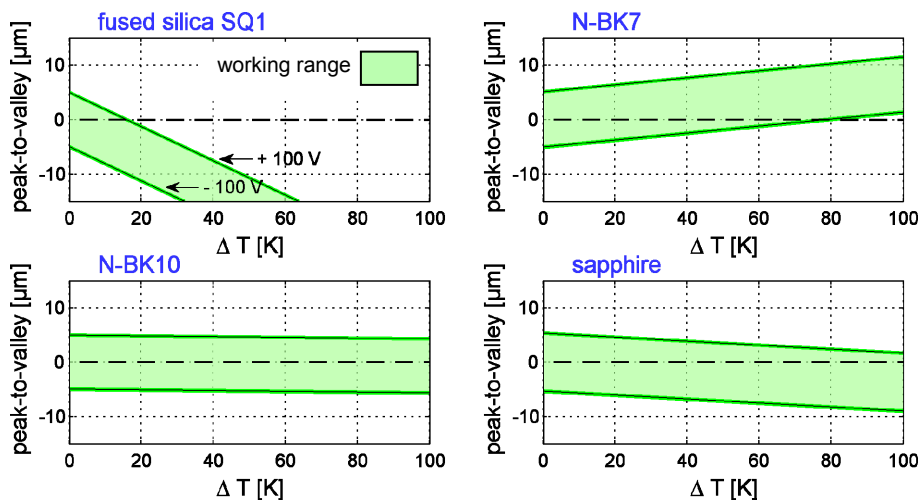 fused silica SQ1
peak-to-valley [µm]
10
0
-10
working range
+ 100 V
- 100 V
0 20 40 60 80 100
Δ T [K]
N-BK7
peak-to-valley [µm]
10
0
-10
0 20 40 60 80 100
Δ T [K]
N-BK10
peak-to-valley [µm]
10
0
-10
0 20 40 60 80 100
Δ T [K]
sapphire
peak-to-valley [µm]
10
0
-10
0 20 40 60 80 100
Δ T [K]